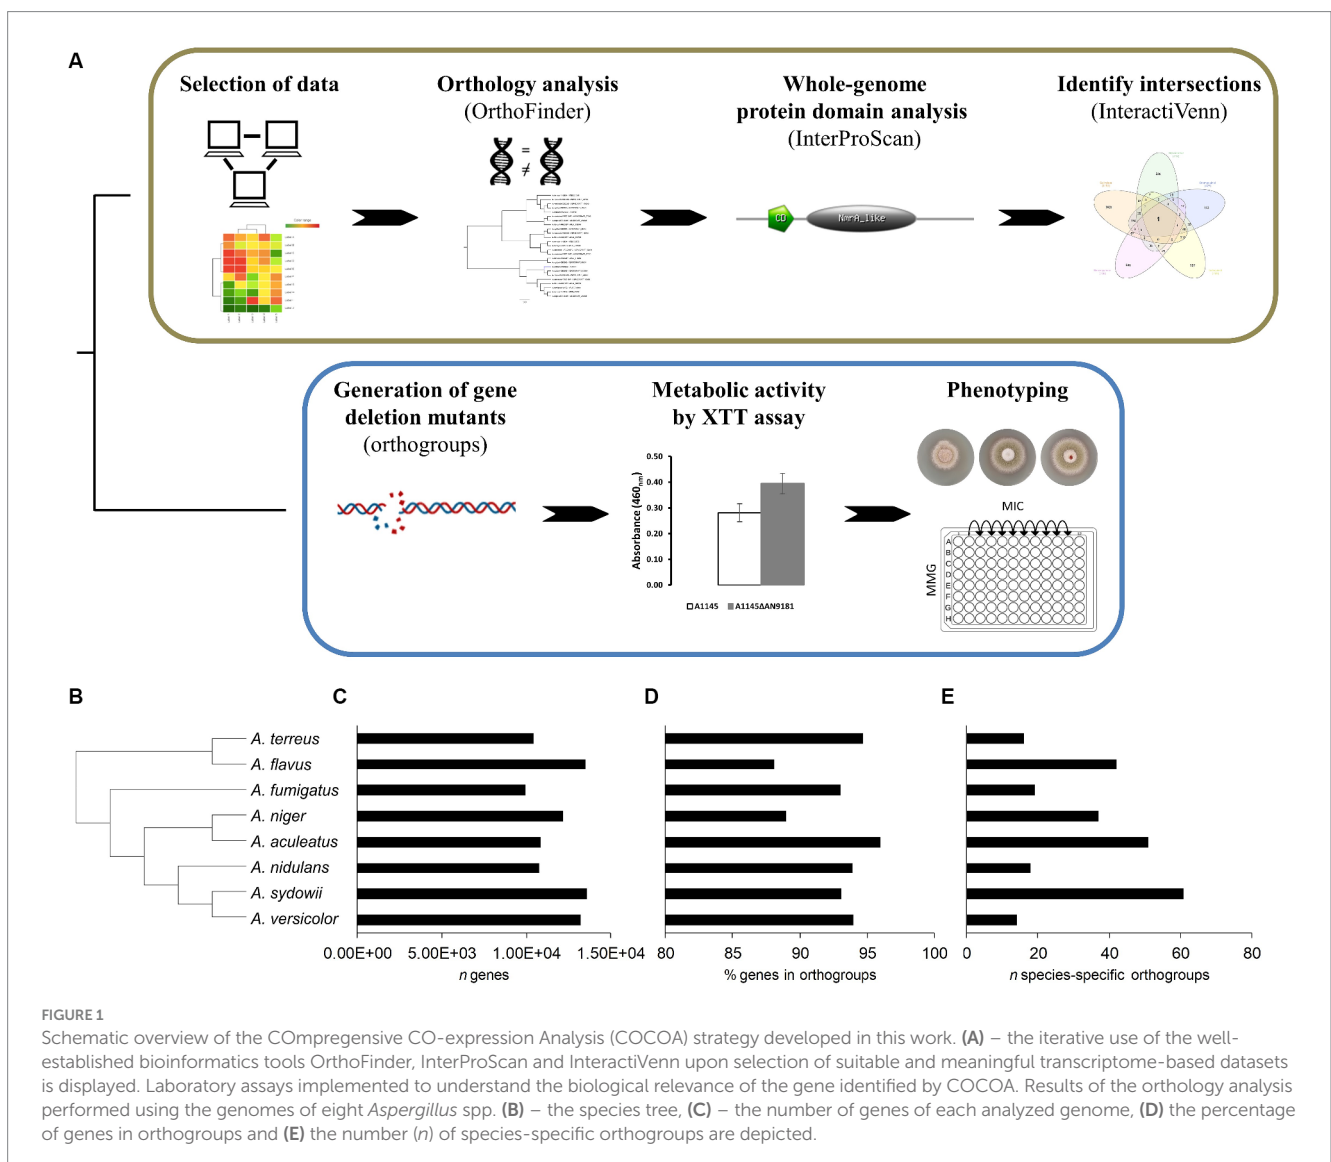 A
Selection of data
Orthology analysis
(OrthoFinder)
Whole-genome
protein domain analysis
(InterProScan)
Identify intersections
(InteractiVenn)
=
≠
CO
NmrA_like
1
Generation of gene
deletion mutants
(orthogroups)
Metabolic activity
by XTT assay
Phenotyping
Absorbance (460nm)
0.50
0.40
0.30
0.20
0.10
0.00
A1145
A1145ΔAN9181
MIC
MMG
A
B
C
D
E
F
G
H
B
C
D
E
A. terreus
A. flavus
A. fumigatus
A. niger
A. aculeatus
A. nidulans
A. sydowii
A. versicolor
0.00E+00 5.00E+03 1.00E+04 1.50E+04
n genes
80 85 90 95 100
% genes in orthogroups
0 20 40 60 80
n species-specific orthogroups
FIGURE 1
Schematic overview of the COmpregensive CO-expression Analysis (COCOA) strategy developed in this work. (A) – the iterative use of the well-
established bioinformatics tools OrthoFinder, InterProScan and InteractiVenn upon selection of suitable and meaningful transcriptome-based datasets
is displayed. Laboratory assays implemented to understand the biological relevance of the gene identified by COCOA. Results of the orthology analysis
performed using the genomes of eight Aspergillus spp. (B) – the species tree, (C) – the number of genes of each analyzed genome, (D) the percentage
of genes in orthogroups and (E) the number (n) of species-specific orthogroups are depicted.